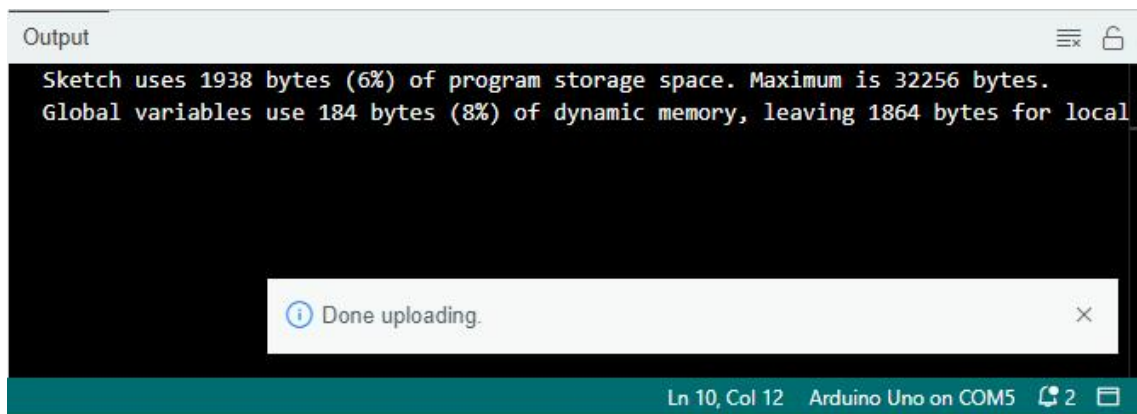 Output
Sketch uses 1938 bytes (6%) of program storage space. Maximum is 32256 bytes.
Global variables use 184 bytes (8%) of dynamic memory, leaving 1864 bytes for local
Done uploading.
Ln 10, Col 12 Arduino Uno on COM5 2